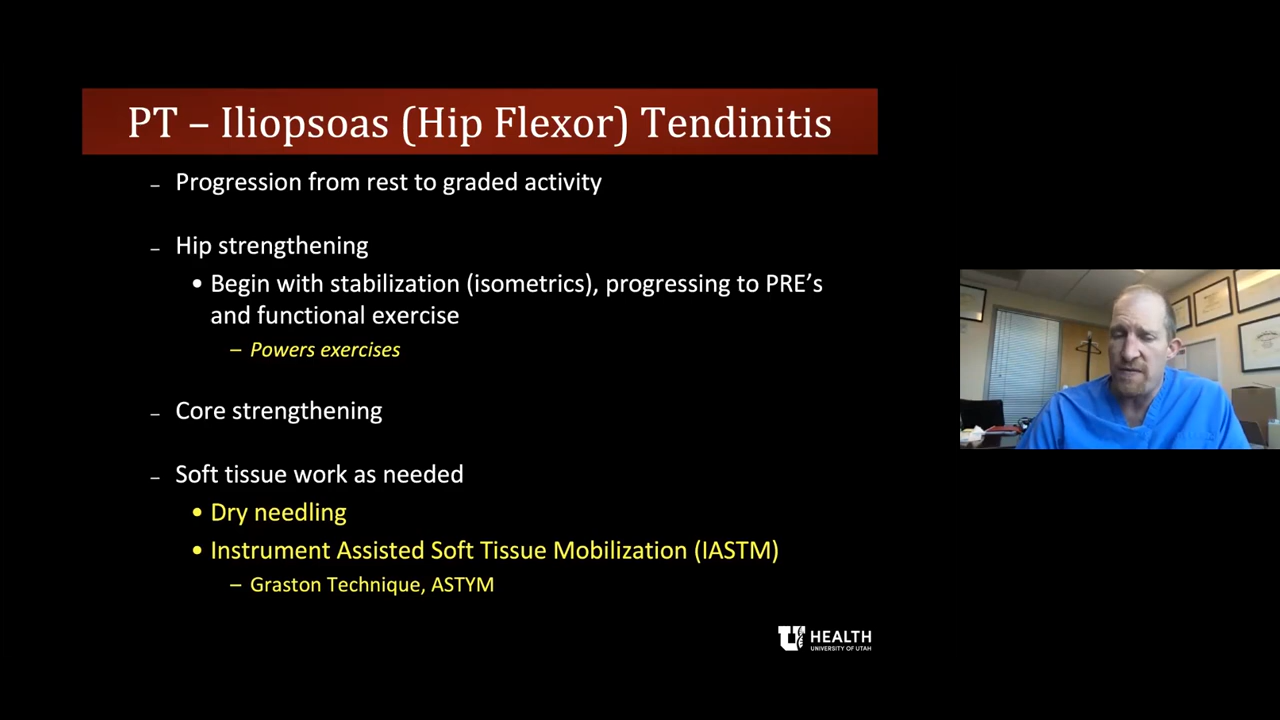 PT – Iliopsoas (Hip Flexor) Tendinitis
– Progression from rest to graded activity
– Hip strengthening
• Begin with stabilization (isometrics), progressing to PRE’s
and functional exercise
– Powers exercises
– Core strengthening
– Soft tissue work as needed
• Dry needling
• Instrument Assisted Soft Tissue Mobilization (IASTM)
– Graston Technique, ASTYM
U HEALTH
UNIVERSITY OF UTAH